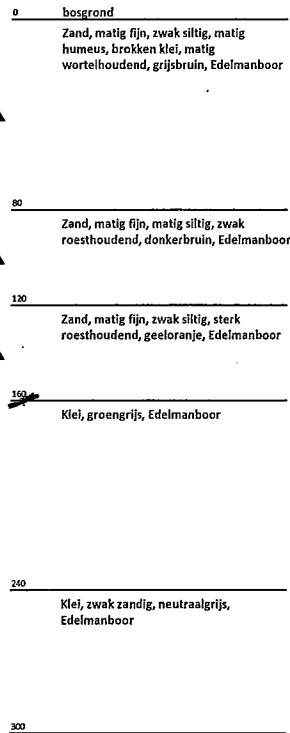 0 bosgrond
Zand, matig fijn, zwak siltig, matig
humeus, brokken klei, matig
wortelhoudend, grijsbruin, Edelmanboor
80
Zand, matig fijn, matig siltig, zwak
roesthoudend, donkerbruin, Edelmanboor
120
Zand, matig fijn, zwak siltig, sterk
roesthoudend, geeloranje, Edelmanboor
160
Klei, groengrijs, Edelmanboor
240
Klei, zwak zandig, neutraalgrijs,
Edelmanboor
300